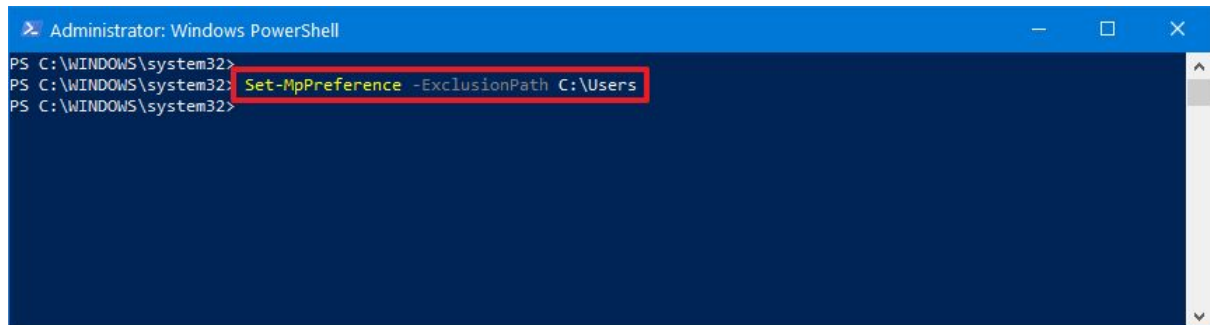 Administrator: Windows PowerShell
PS C:\WINDOWS\system32>
PS C:\WINDOWS\system32> Set-MpPreference -ExclusionPath C:\Users
PS C:\WINDOWS\system32>